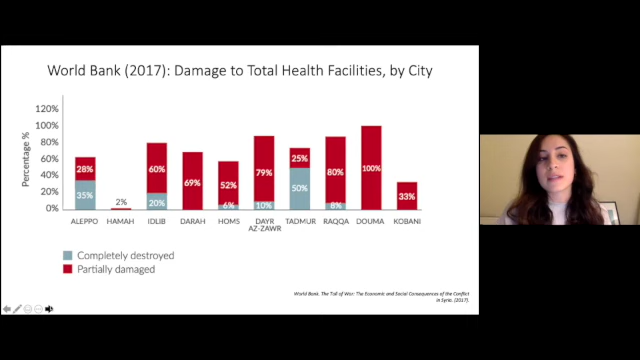 World Bank (2017): Damage to Total Health Facilities, by City
Percentage %
120%
100%
80%
60%
40%
20%
0%
28%
35%
2%
60%
20%
69%
52%
6%
79%
10%
25%
50%
80%
8%
100%
33%
ALEPPO HAMAH IDLIB DARAH HOMS DAYR TADMUR RAQQA DOUMA KOBANI
AZ-ZAWR
Completely destroyed
Partially damaged
World Bank. The Toll of War: The Economic and Social Consequences of the Conflict
in Syria. (2017).